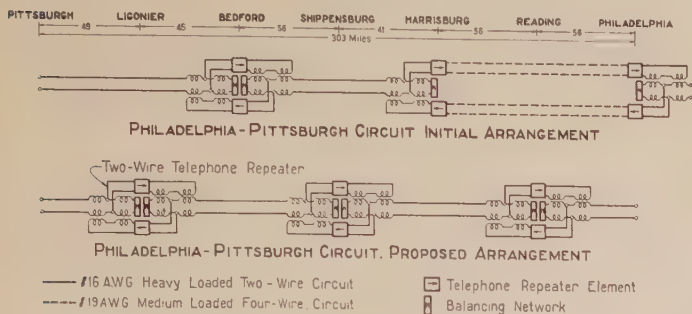 PITTSBURGH LIGONIER BEDFORD SHIPPENSBURG HARRISBURG READING PHILADELPHIA
49 45 56 41 56 56
303 Miles
PHILADELPHIA-PITTSBURGH CIRCUIT INITIAL ARRANGEMENT
Two-Wire Telephone Repeater
PHILADELPHIA-PITTSBURGH CIRCUIT. PROPOSED ARRANGEMENT
#16 AWG Heavy Loaded Two-Wire Circuit
Telephone Repeater Element
#19 AWG Medium Loaded Four-Wire. Circuit
Balancing Network